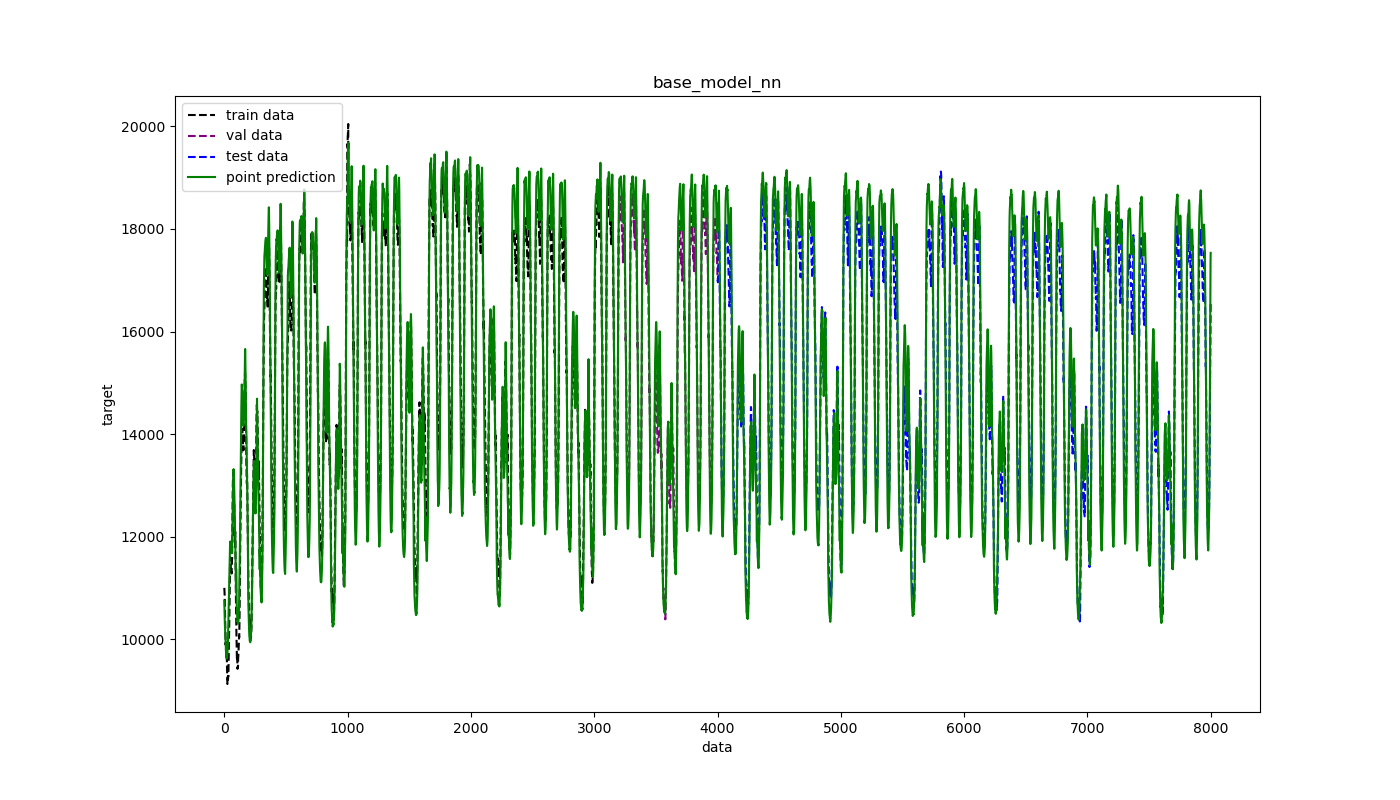 base_model_nn
train data
val data
test data
point prediction
20000
18000
16000
14000
12000
10000
target
0
1000
2000
3000
4000
5000
6000
7000
8000
data